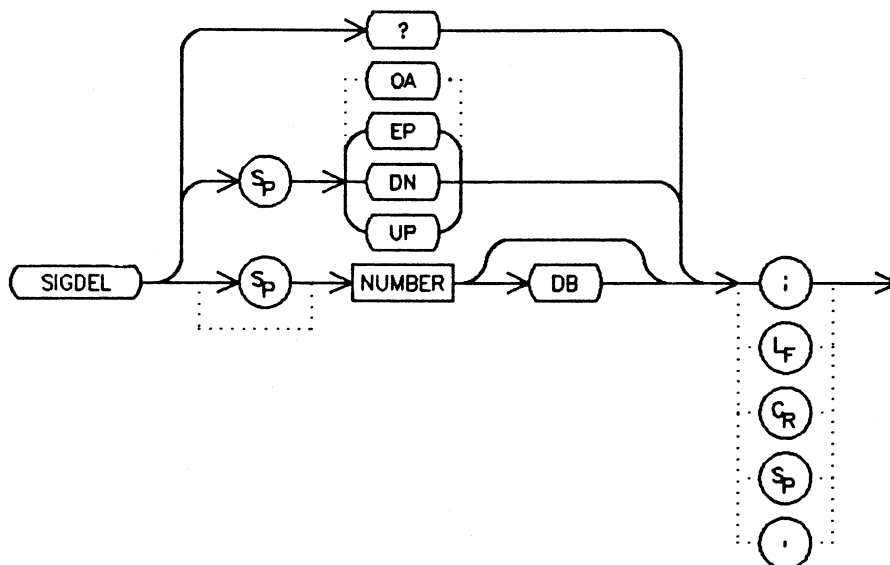 ?
OA
EP
SP
DN
UP
SIGDEL
SP
NUMBER
DB
;
LF
CR
SP
,